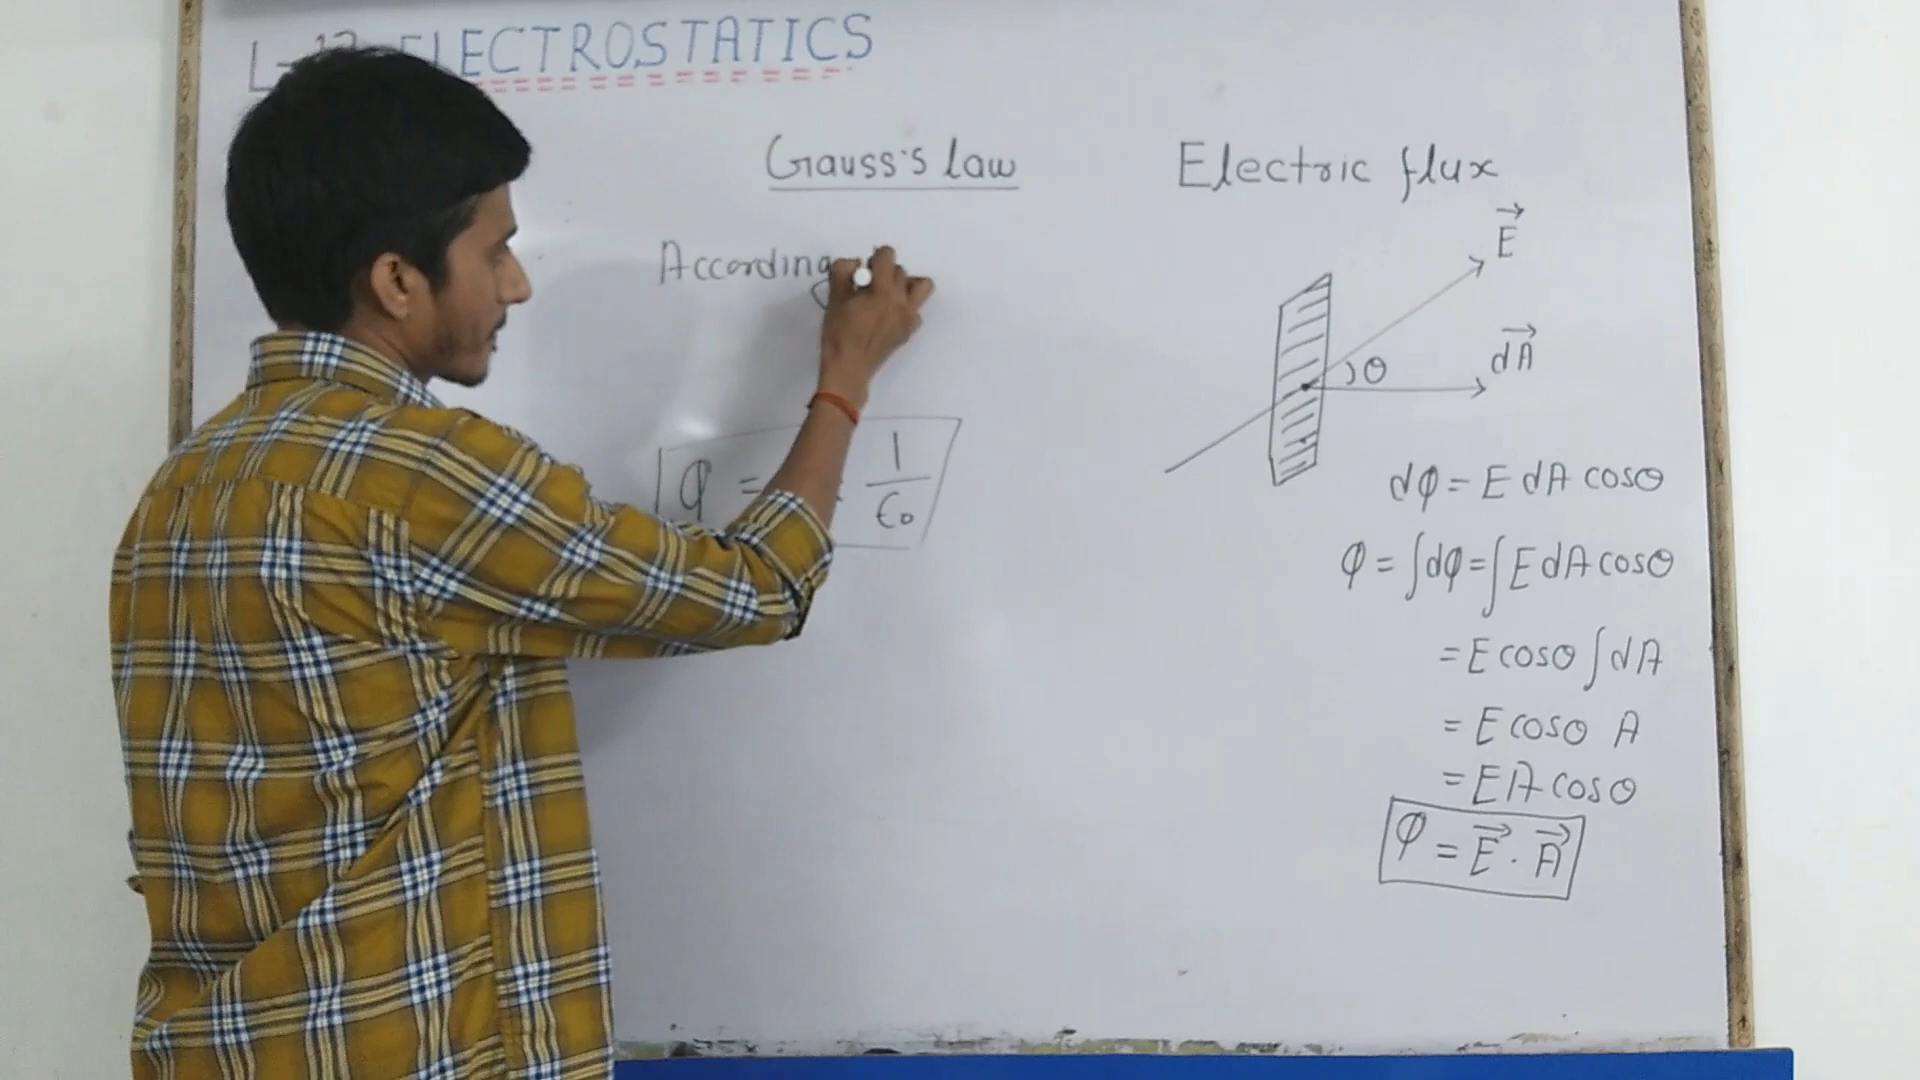 ELECTROSTATICS
Gauss's law
According
φ = 1/ϵ₀
Electric flux
E⃗
dA⃗
θ
dφ = E dA cosθ
φ = ∫dφ = ∫E dA cosθ
= E cosθ ∫dA
= E cosθ A
= EA cosθ
φ = E⃗ · A⃗